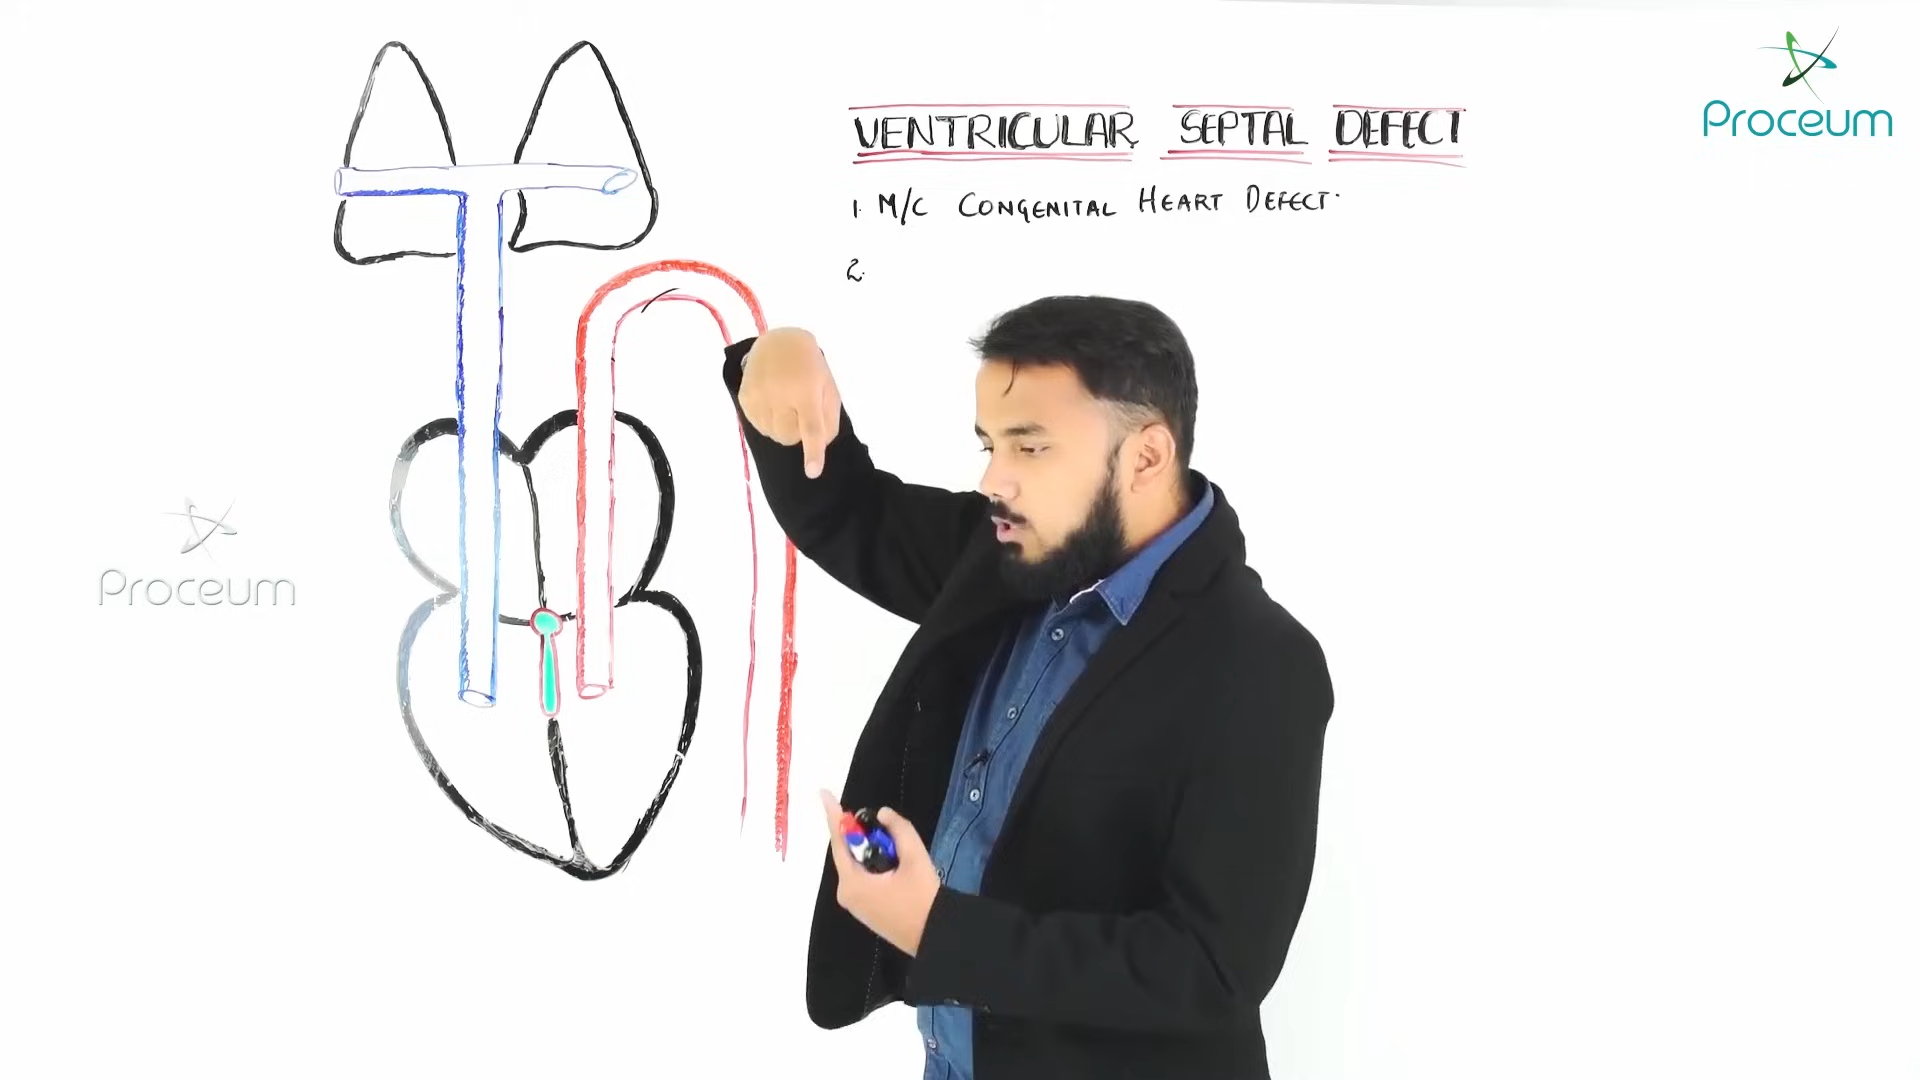 Proceum
VENTRICULAR SEPTAL DEFECT
1. M/C CONGENITAL HEART DEFECT.
2.
Proceum